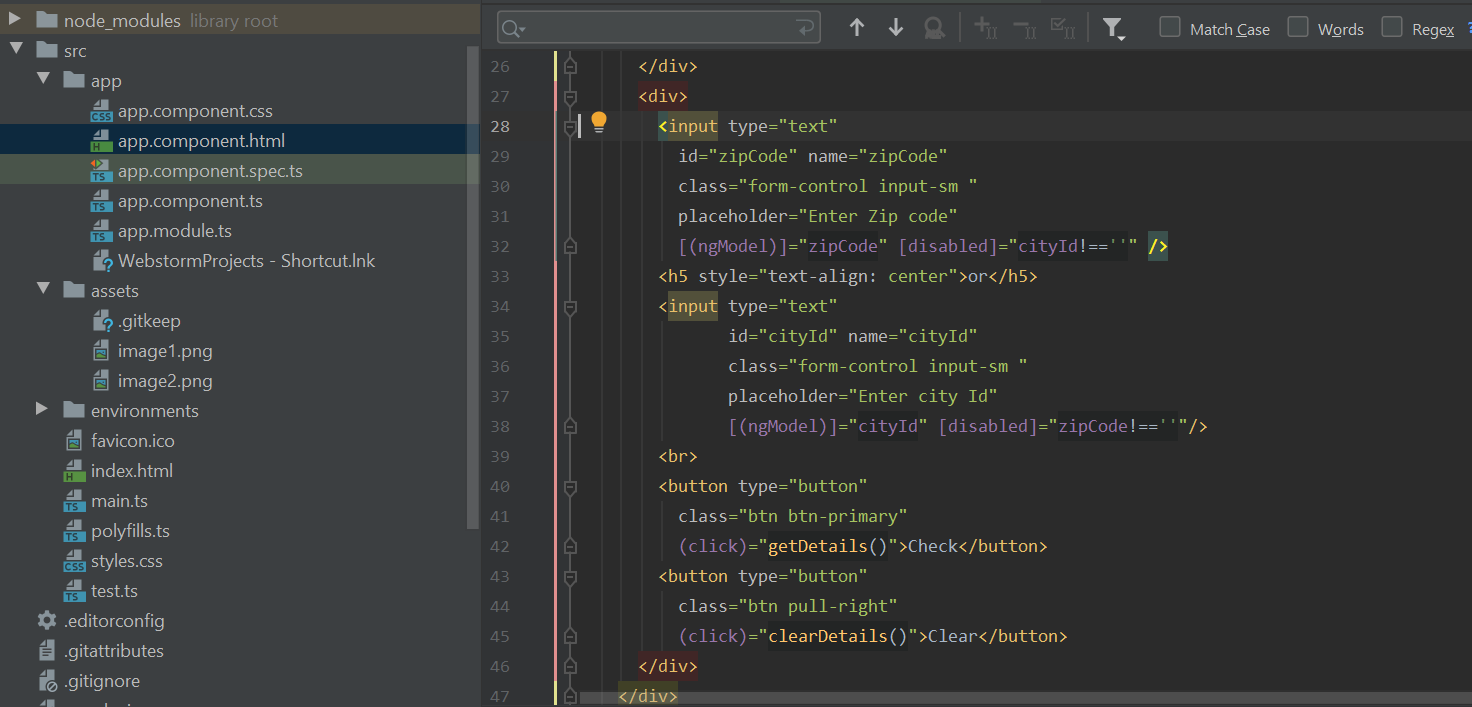 node_modules library root
src
app
app.component.css
app.component.html
app.component.spec.ts
app.component.ts
app.module.ts
WebstormProjects - Shortcut.lnk
assets
.gitkeep
image1.png
image2.png
environments
favicon.ico
index.html
main.ts
polyfills.ts
styles.css
test.ts
.editorconfig
.gitattributes
.gitignore
Match Case Words Regex ?
26 </div>
27 <div>
28 <input type="text"
29 id="zipCode" name="zipCode"
30 class="form-control input-sm "
31 placeholder="Enter Zip code"
32 [(ngModel)]="zipCode" [disabled]="cityId!==''" />
33 <h5 style="text-align: center">or</h5>
34 <input type="text"
35 id="cityId" name="cityId"
36 class="form-control input-sm "
37 placeholder="Enter city Id"
38 [(ngModel)]="cityId" [disabled]="zipCode!==''"/>
39 <br>
40 <button type="button"
41 class="btn btn-primary"
42 (click)="getDetails()">Check</button>
43 <button type="button"
44 class="btn pull-right"
45 (click)="clearDetails()">Clear</button>
46 </div>
47 </div>